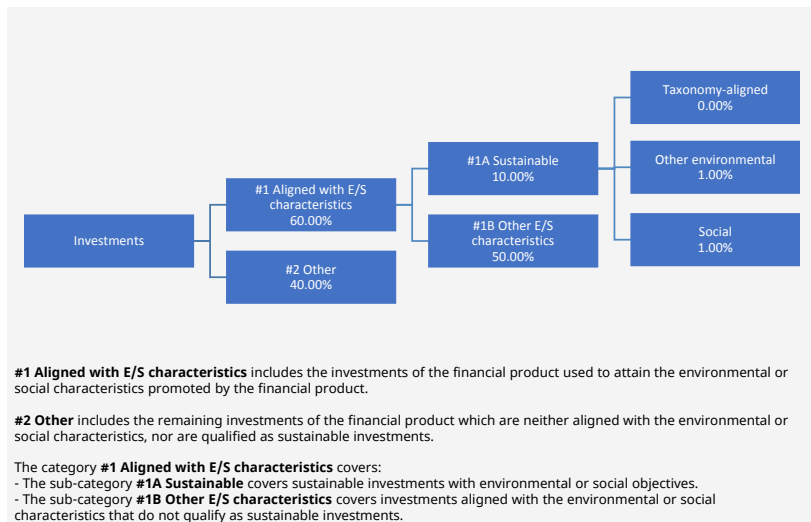 Investments
#1 Aligned with E/S
characteristics
60.00%
#2 Other
40.00%
#1A Sustainable
10.00%
#1B Other E/S
characteristics
50.00%
Taxonomy-aligned
0.00%
Other environmental
1.00%
Social
1.00%
#1 Aligned with E/S characteristics includes the investments of the financial product used to attain the environmental or
social characteristics promoted by the financial product.
#2 Other includes the remaining investments of the financial product which are neither aligned with the environmental or
social characteristics, nor are qualified as sustainable investments.
The category #1 Aligned with E/S characteristics covers:
- The sub-category #1A Sustainable covers sustainable investments with environmental or social objectives.
- The sub-category #1B Other E/S characteristics covers investments aligned with the environmental or social
characteristics that do not qualify as sustainable investments.